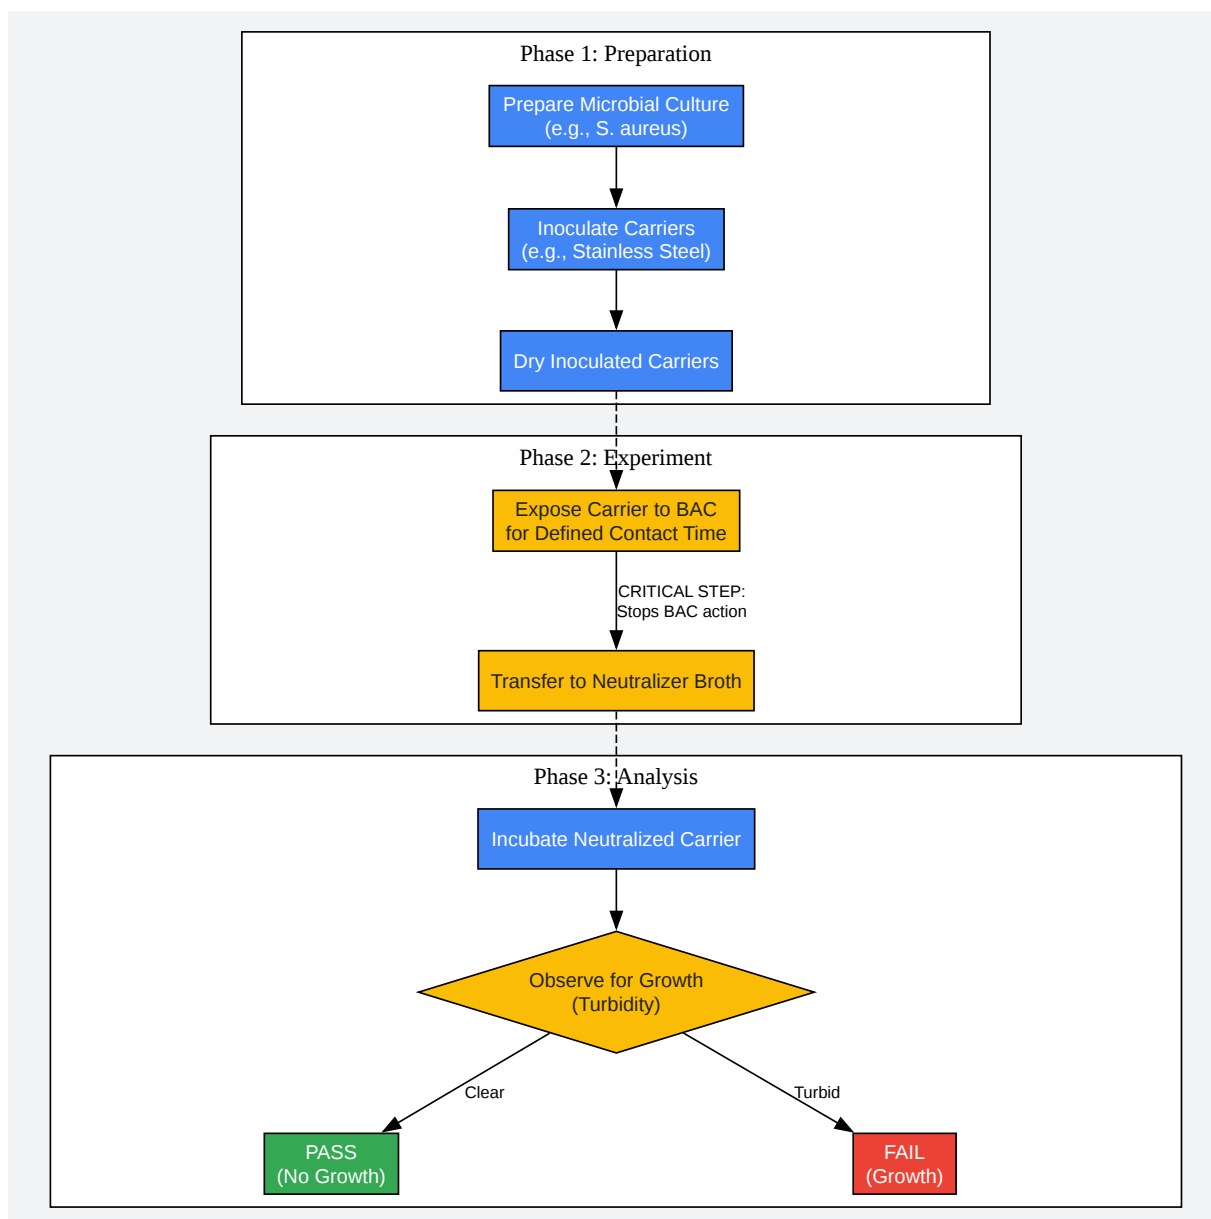 Phase 1: Preparation
Prepare Microbial Culture
(e.g., S. aureus)
Inoculate Carriers
(e.g., Stainless Steel)
Dry Inoculated Carriers
Phase 2: Experiment
Expose Carrier to BAC
for Defined Contact Time
CRITICAL STEP:
Stops BAC action
Transfer to Neutralizer Broth
Phase 3: Analysis
Incubate Neutralized Carrier
Observe for Growth
(Turbidity)
Clear
Turbid
PASS
(No Growth)
FAIL
(Growth)